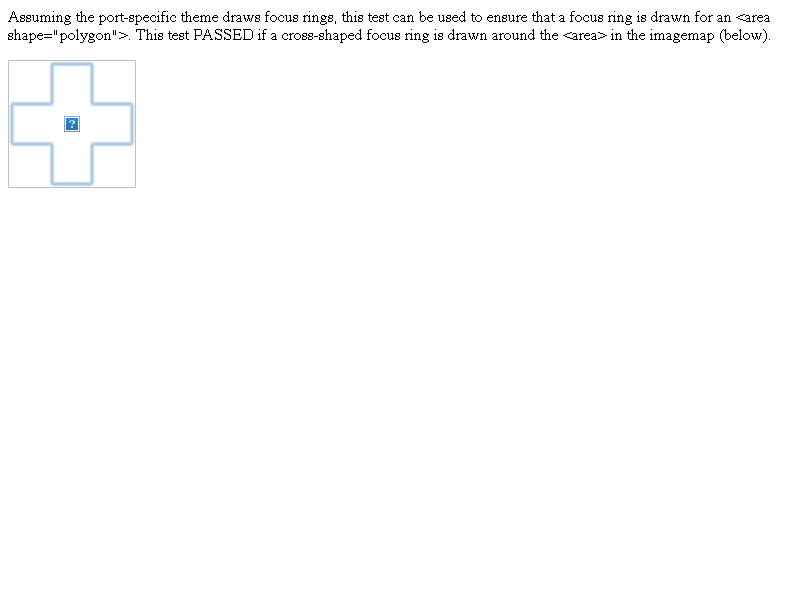 Assuming the port-specific theme draws focus rings, this test can be used to ensure that a focus ring is drawn for an <area
shape="polygon">. This test PASSED if a cross-shaped focus ring is drawn around the <area> in the imagemap (below).
?